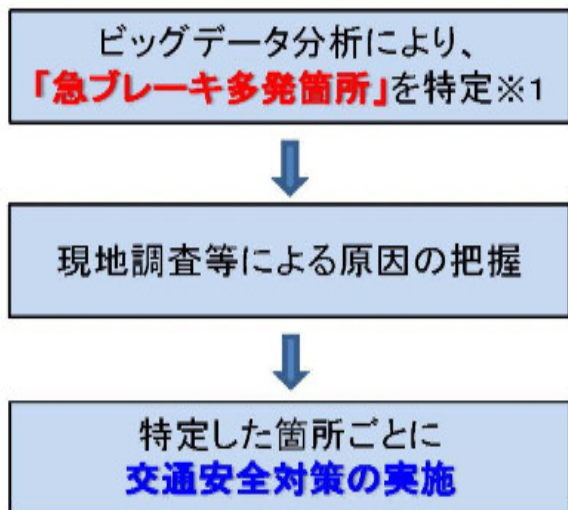 ビッグデータ分析により、
「急ブレーキ多発箇所」を特定※1
現地調査等による原因の把握
特定した箇所ごとに
交通安全対策の実施